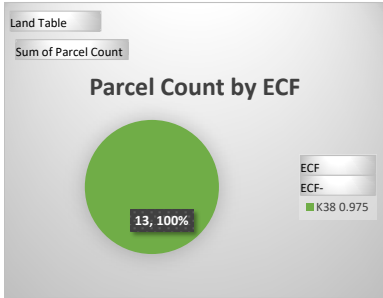 Land Table
Sum of Parcel Count
Parcel Count by ECF
13, 100%
ECF
ECF-
K38 0.975